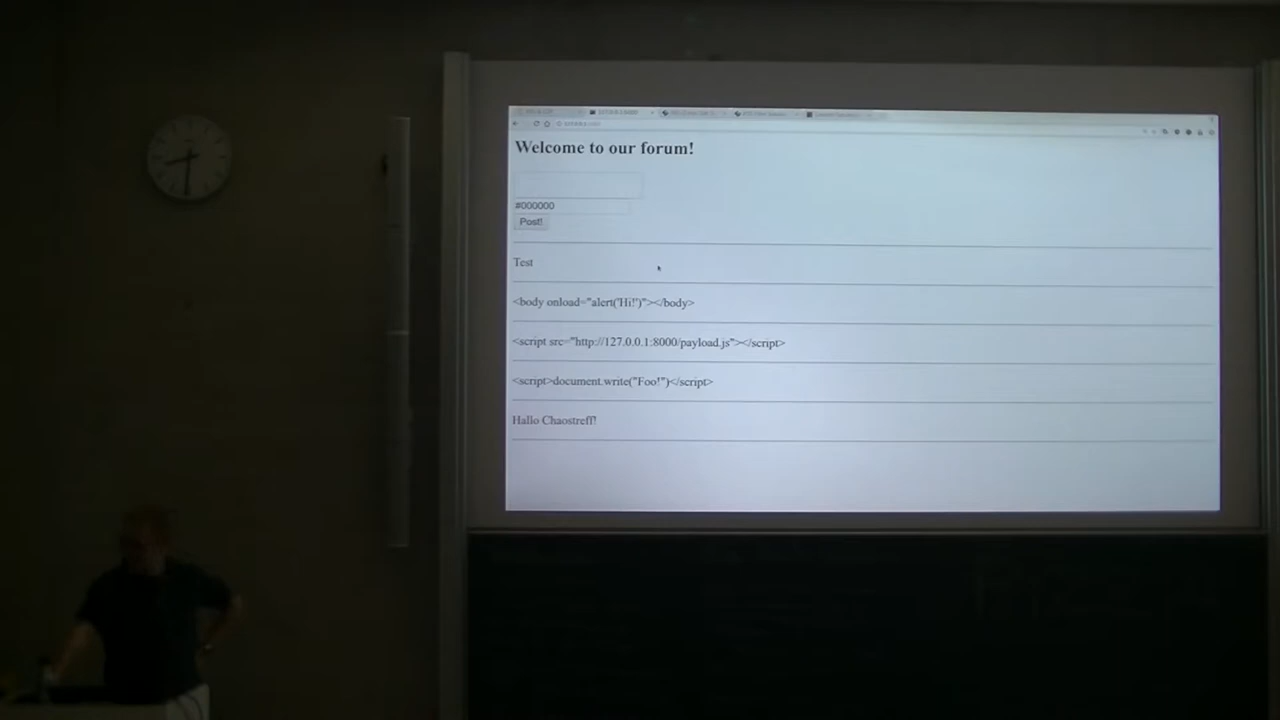 Welcome to our forum!
#000000
Post!
Test
<body onload="alert('Hi!')"></body>
<script src="http://127.0.0.1:8000/payload.js"></script>
<script>document.write("Foo!")</script>
Hallo Chaostreff!